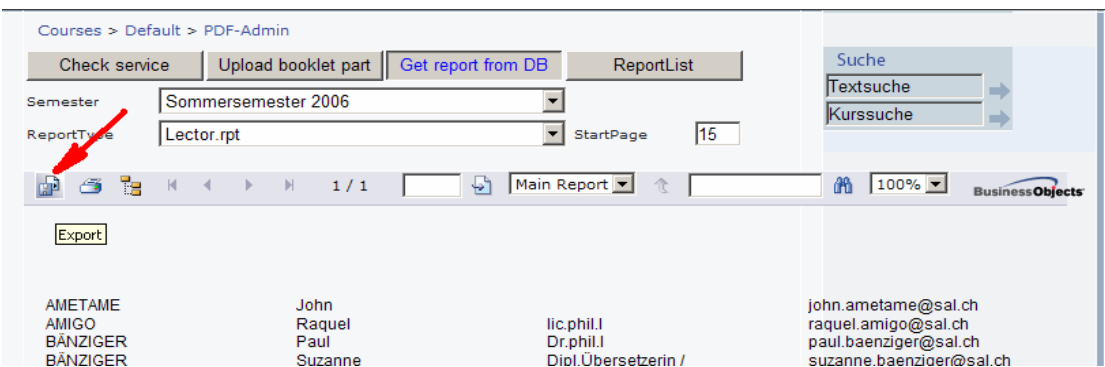 Courses > Default > PDF-Admin
Check service Upload booklet part Get report from DB ReportList
Suche
Textsuche
Kurssuche
Semester Sommersemester 2006
ReportType Lector.rpt StartPage 15
1 / 1 Main Report 100% BusinessObjects
Export
AMETAME John john.ametame@sal.ch
AMIGO Raquel lic.phil.I raquel.amigo@sal.ch
BÄNZIGER Paul Dr.phil.I paul.baenziger@sal.ch
BÄNZIGER Suzanne Dipl.Übersetzerin / suzanne.baenziger@sal.ch